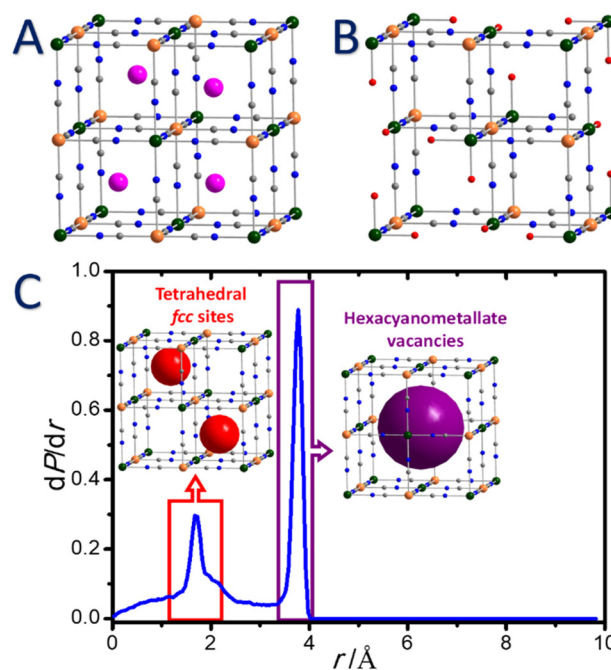 A
B
C
Tetrahedral
fcc sites
Hexacyanometallate
vacancies
dP/dr
1.0
0.8
0.6
0.4
0.2
0.0
0
2
4
6
8
10
r/Å